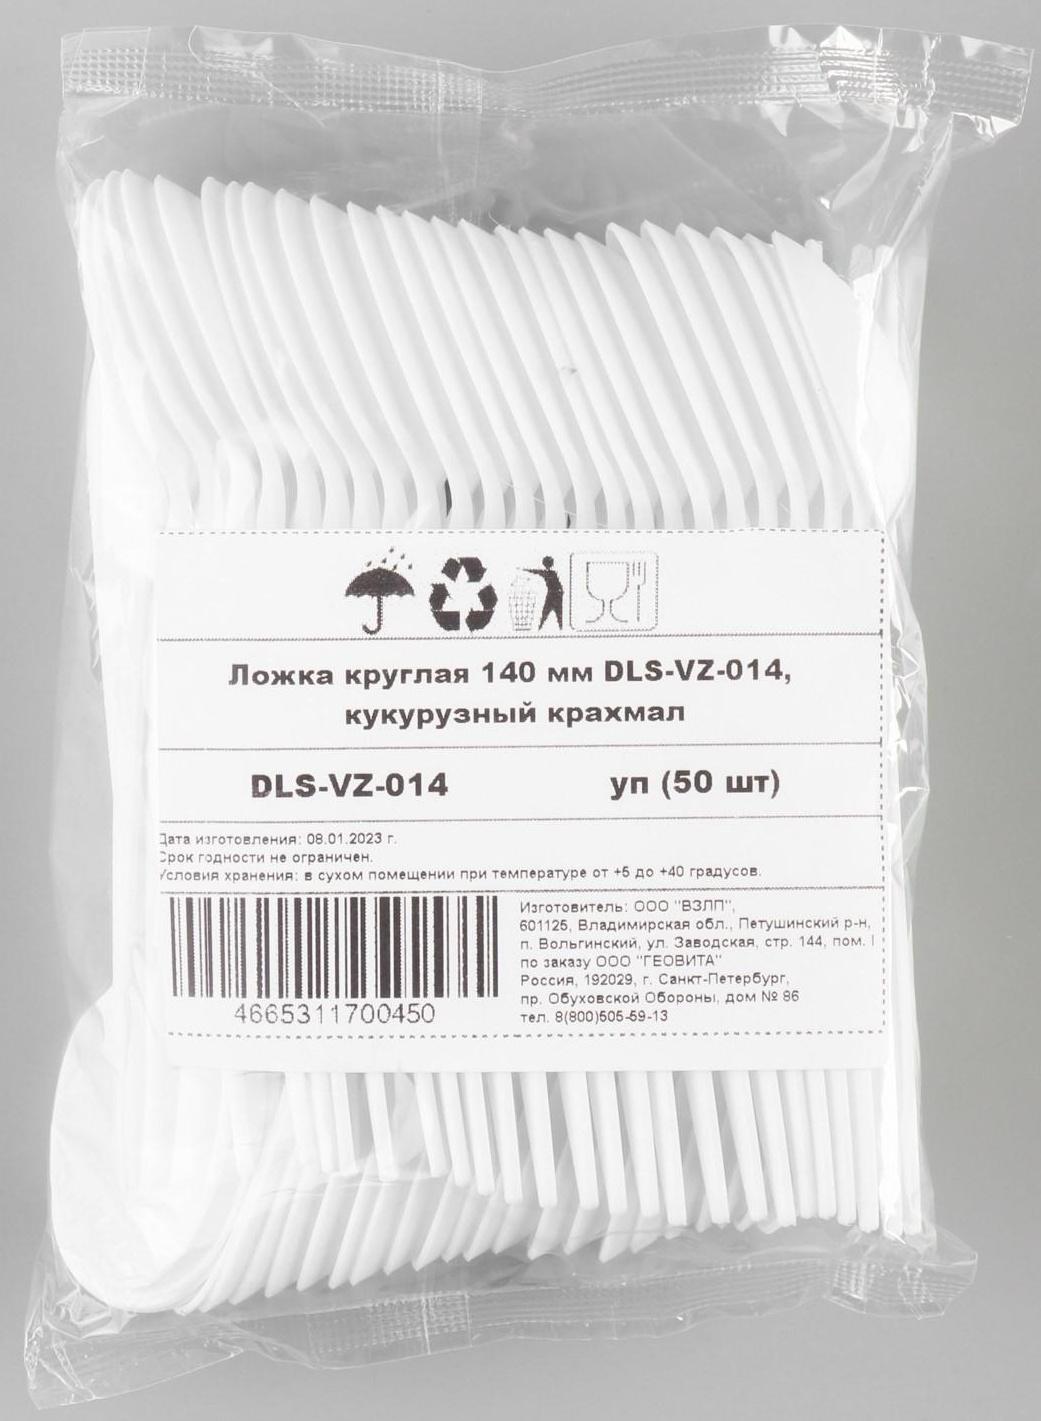 Ложка круглая 140 мм DLS-VZ-014,
кукурузный крахмал
DLS-VZ-014 уп (50 шт)
Дата изготовления: 08.01.2023 г.
Срок годности не ограничен.
Условия хранения: в сухом помещении при температуре от +5 до +40 градусов.
4665311700450
Изготовитель: ООО "ВЗЛП",
601125, Владимирская обл., Петушинский р-н,
п. Вольгинский, ул. Заводская, стр. 144, пом. I
по заказу ООО "ГЕОВИТА"
Россия, 192029, г. Санкт-Петербург,
пр. Обуховской Обороны, дом № 86
тел. 8(800)505-59-13